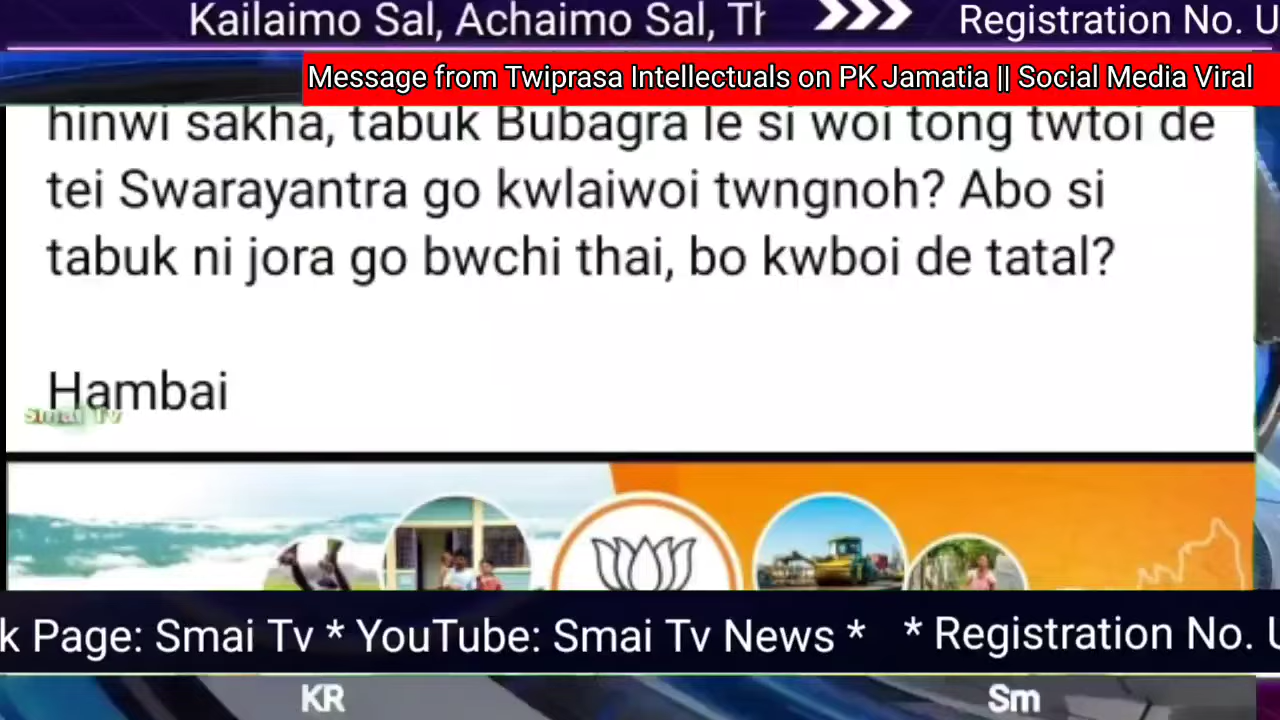 Kailaimo Sal, Achaimo Sal,
Registration No.
Message from Twiprasa Intellectuals on PK Jamatia || Social Media Viral
hinwi sakha, tabuk Bubagra le si woi tong twtoi de
tei Swarayantra go kwlaiwoi twngnoh? Abo si
tabuk ni jora go bwchi thai, bo kwboi de tatal?
Hambai
Smai Tv
k Page: Smai Tv * YouTube: Smai Tv News * * Registration No.
KR
Sm